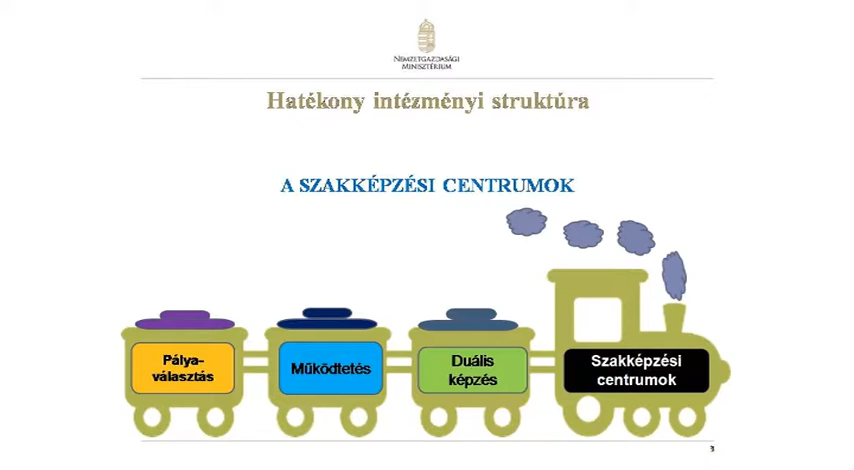 NEMZETGAZDASÁGI
MINISZTÉRIUM
Hatékony intézményi struktúra
A SZAKKÉPZÉSI CENTRUMOK
Pálya-
választás
Működtetés
Duális
képzés
Szakképzési
centrumok
3